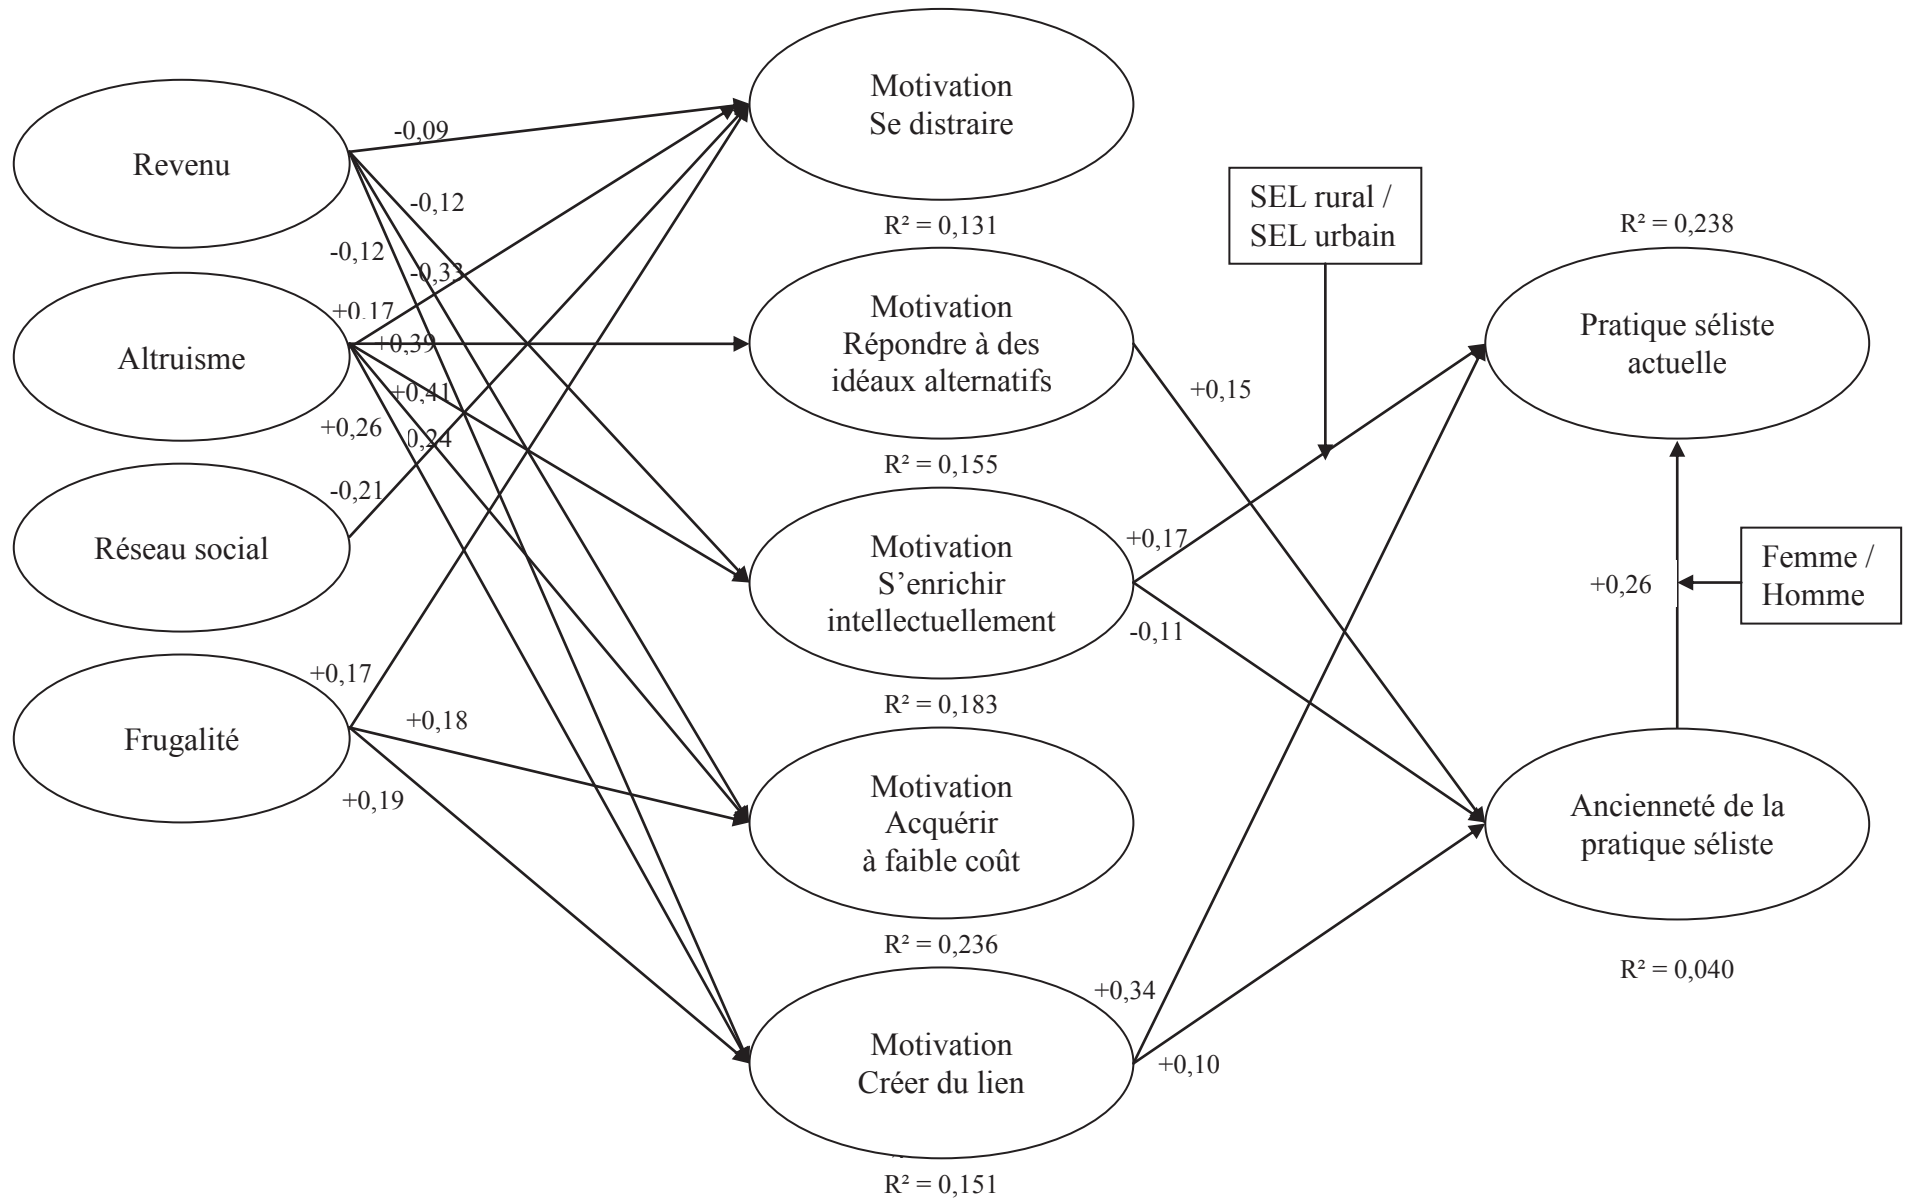 Motivation
Se distraire
R² = 0,131
Revenu
-0,09
-0,12
-0,12
-0,33
SEL rural /
SEL urbain
R² = 0,238
Altruisme
+0,17
+0,39
+0,41
+0,26
0,24
Motivation
Répondre à des
idéaux alternatifs
R² = 0,155
+0,15
Pratique séliste
actuelle
Réseau social
-0,21
Motivation
S’enrichir
intellectuellement
R² = 0,183
+0,17
-0,11
+0,26
Femme /
Homme
Frugalité
+0,17
+0,18
+0,19
Motivation
Acquérir
à faible coût
R² = 0,236
Ancienneté de la
pratique séliste
R² = 0,040
+0,34
+0,10
Motivation
Créer du lien
R² = 0,151